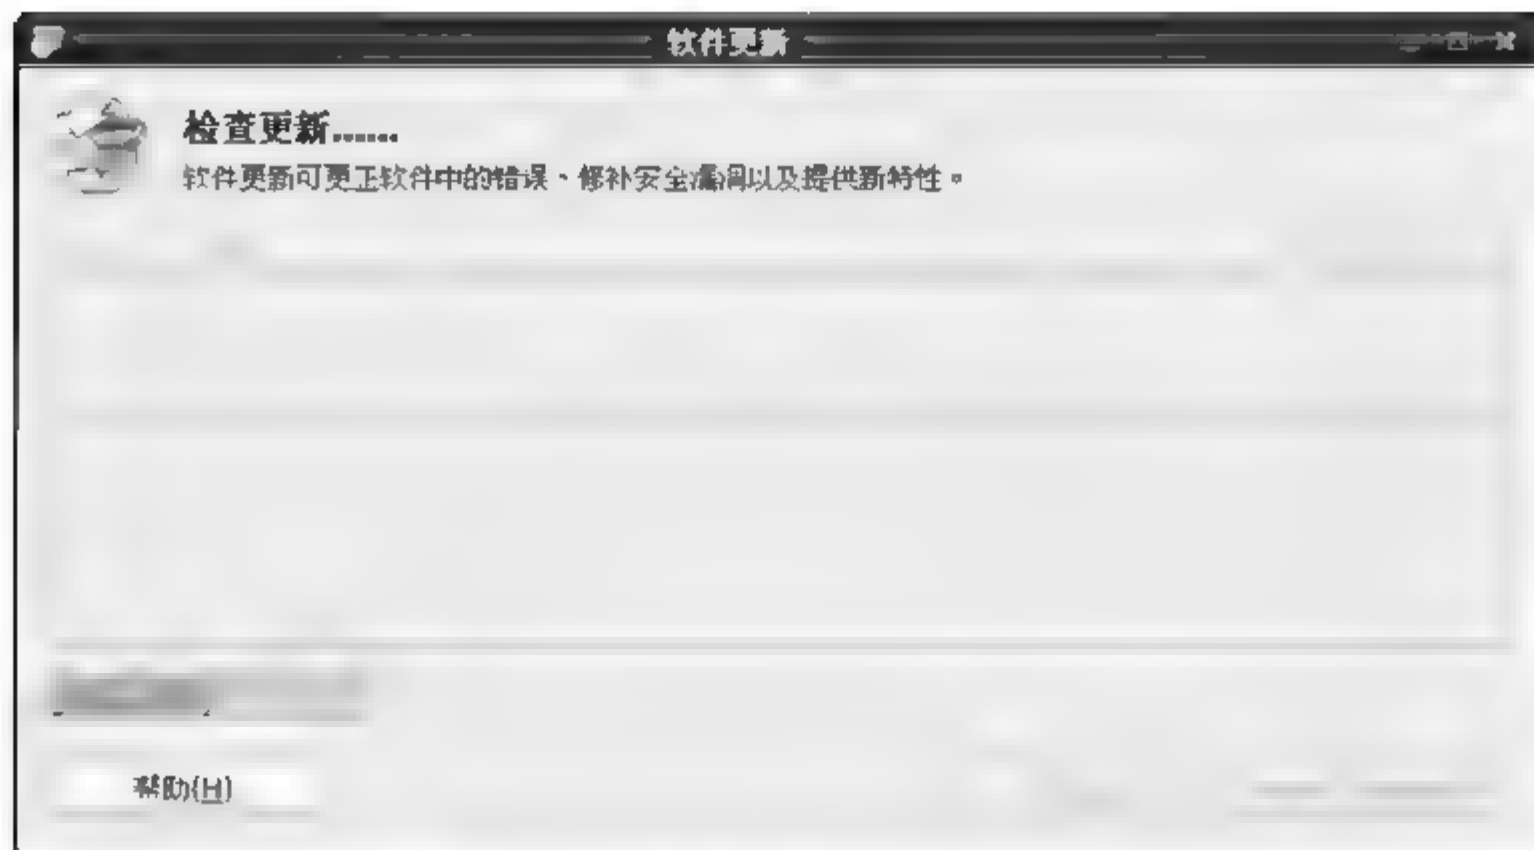 软件更新
检查更新......
软件更新可更正软件中的错误、修补安全漏洞以及提供新特性。
帮助(H)